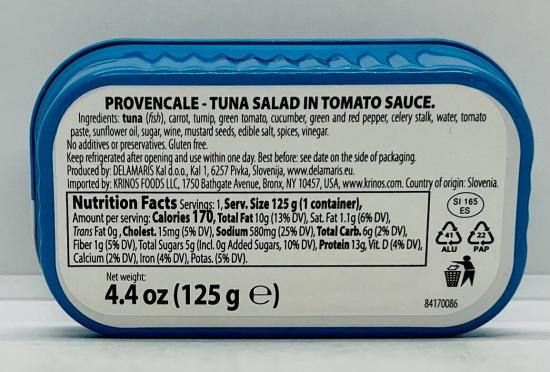 PROVENCALE - TUNA SALAD IN TOMATO SAUCE.
Ingredients: tuna (fish), carrot, turnip, green tomato, cucumber, green and red pepper, celery stalk, water, tomato
paste, sunflower oil, sugar, wine, mustard seeds, edible salt, spices, vinegar.
No additives or preservatives. Gluten free.
Keep refrigerated after opening and use within one day. Best before: see date on the side of packaging.
Produced by: DELAMARIS Kal d.o.o., Kal 1, 6257 Pivka, Slovenija, www.delamaris.eu.
Imported by: KRINOS FOODS LLC, 1750 Bathgate Avenue, Bronx, NY 10457, USA, www.krinos.com. Country of origin: Slovenia.
Nutrition Facts Servings: 1, Serv. Size 125 g (1 container),
Amount per serving: Calories 170, Total Fat 10g (13% DV), Sat. Fat 1.1g (6% DV),
Trans Fat 0g, Cholest. 15mg (5% DV), Sodium 580mg (25% DV), Total Carb. 6g (2% DV),
Fiber 1g (5% DV), Total Sugars 5g (Incl. 0g Added Sugars, 10% DV), Protein 13g, Vit. D (4% DV),
Calcium (2% DV), Iron (4% DV), Potas. (5% DV).
SI 165
ES
41 22
ALU PAP
Net weight:
4.4 oz (125 g ℮)
84170086